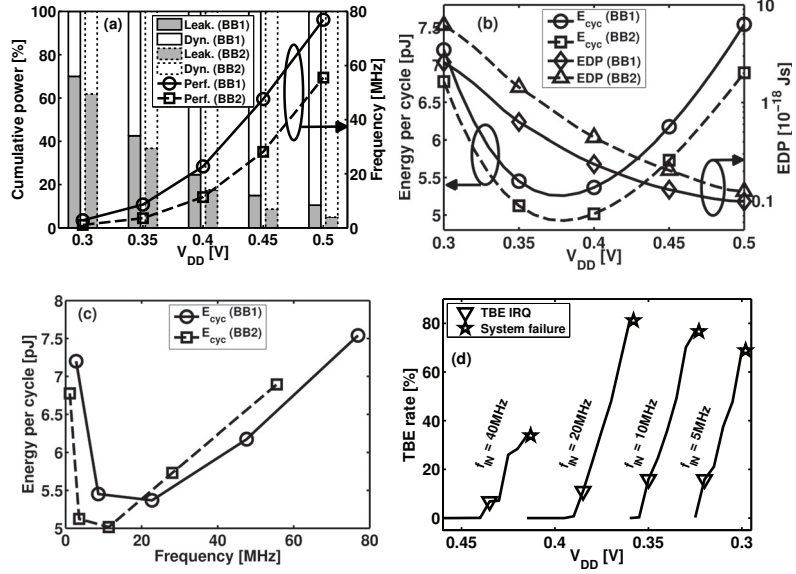 (a)
Leak. (BB1)
Dyn. (BB1)
Leak. (BB2)
Dyn. (BB2)
Perf. (BB1)
Perf. (BB2)
Cumulative power [%]
100
80
60
40
20
0
80
60
40
20
0
Frequency [MHz]
0.3 0.35 0.4 0.45 0.5
V_DD [V]
(b)
E_cyc (BB1)
E_cyc (BB2)
EDP (BB1)
EDP (BB2)
Energy per cycle [pJ]
7.5
7
6.5
6
5.5
5
10
1
0.1
EDP [10^-18 Js]
0.3 0.35 0.4 0.45 0.5
V_DD [V]
(c)
E_cyc (BB1)
E_cyc (BB2)
Energy per cycle [pJ]
8
7.5
7
6.5
6
5.5
5
0 20 40 60 80
Frequency [MHz]
TBE IRQ
System failure
(d)
TBE rate [%]
80
60
40
20
0
f_IN = 40MHz
f_IN = 20MHz
f_IN = 10MHz
f_IN = 5MHz
0.45 0.4 0.35 0.3
V_DD [V]